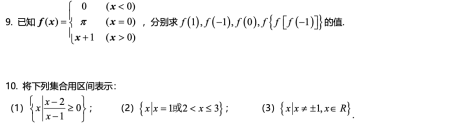 9. 已知 f(x)= { 0 (x<0)
π (x=0) ，分别求 f(1),f(−1),f(0),f{f[f(−1)]}的值.
x+1 (x>0)
10. 将下列集合用区间表示：
(1) {x|(x−2)/(x−1)≥0}； (2) {x|x=1或2<x≤3}； (3) {x|x≠±1,x∈R}.